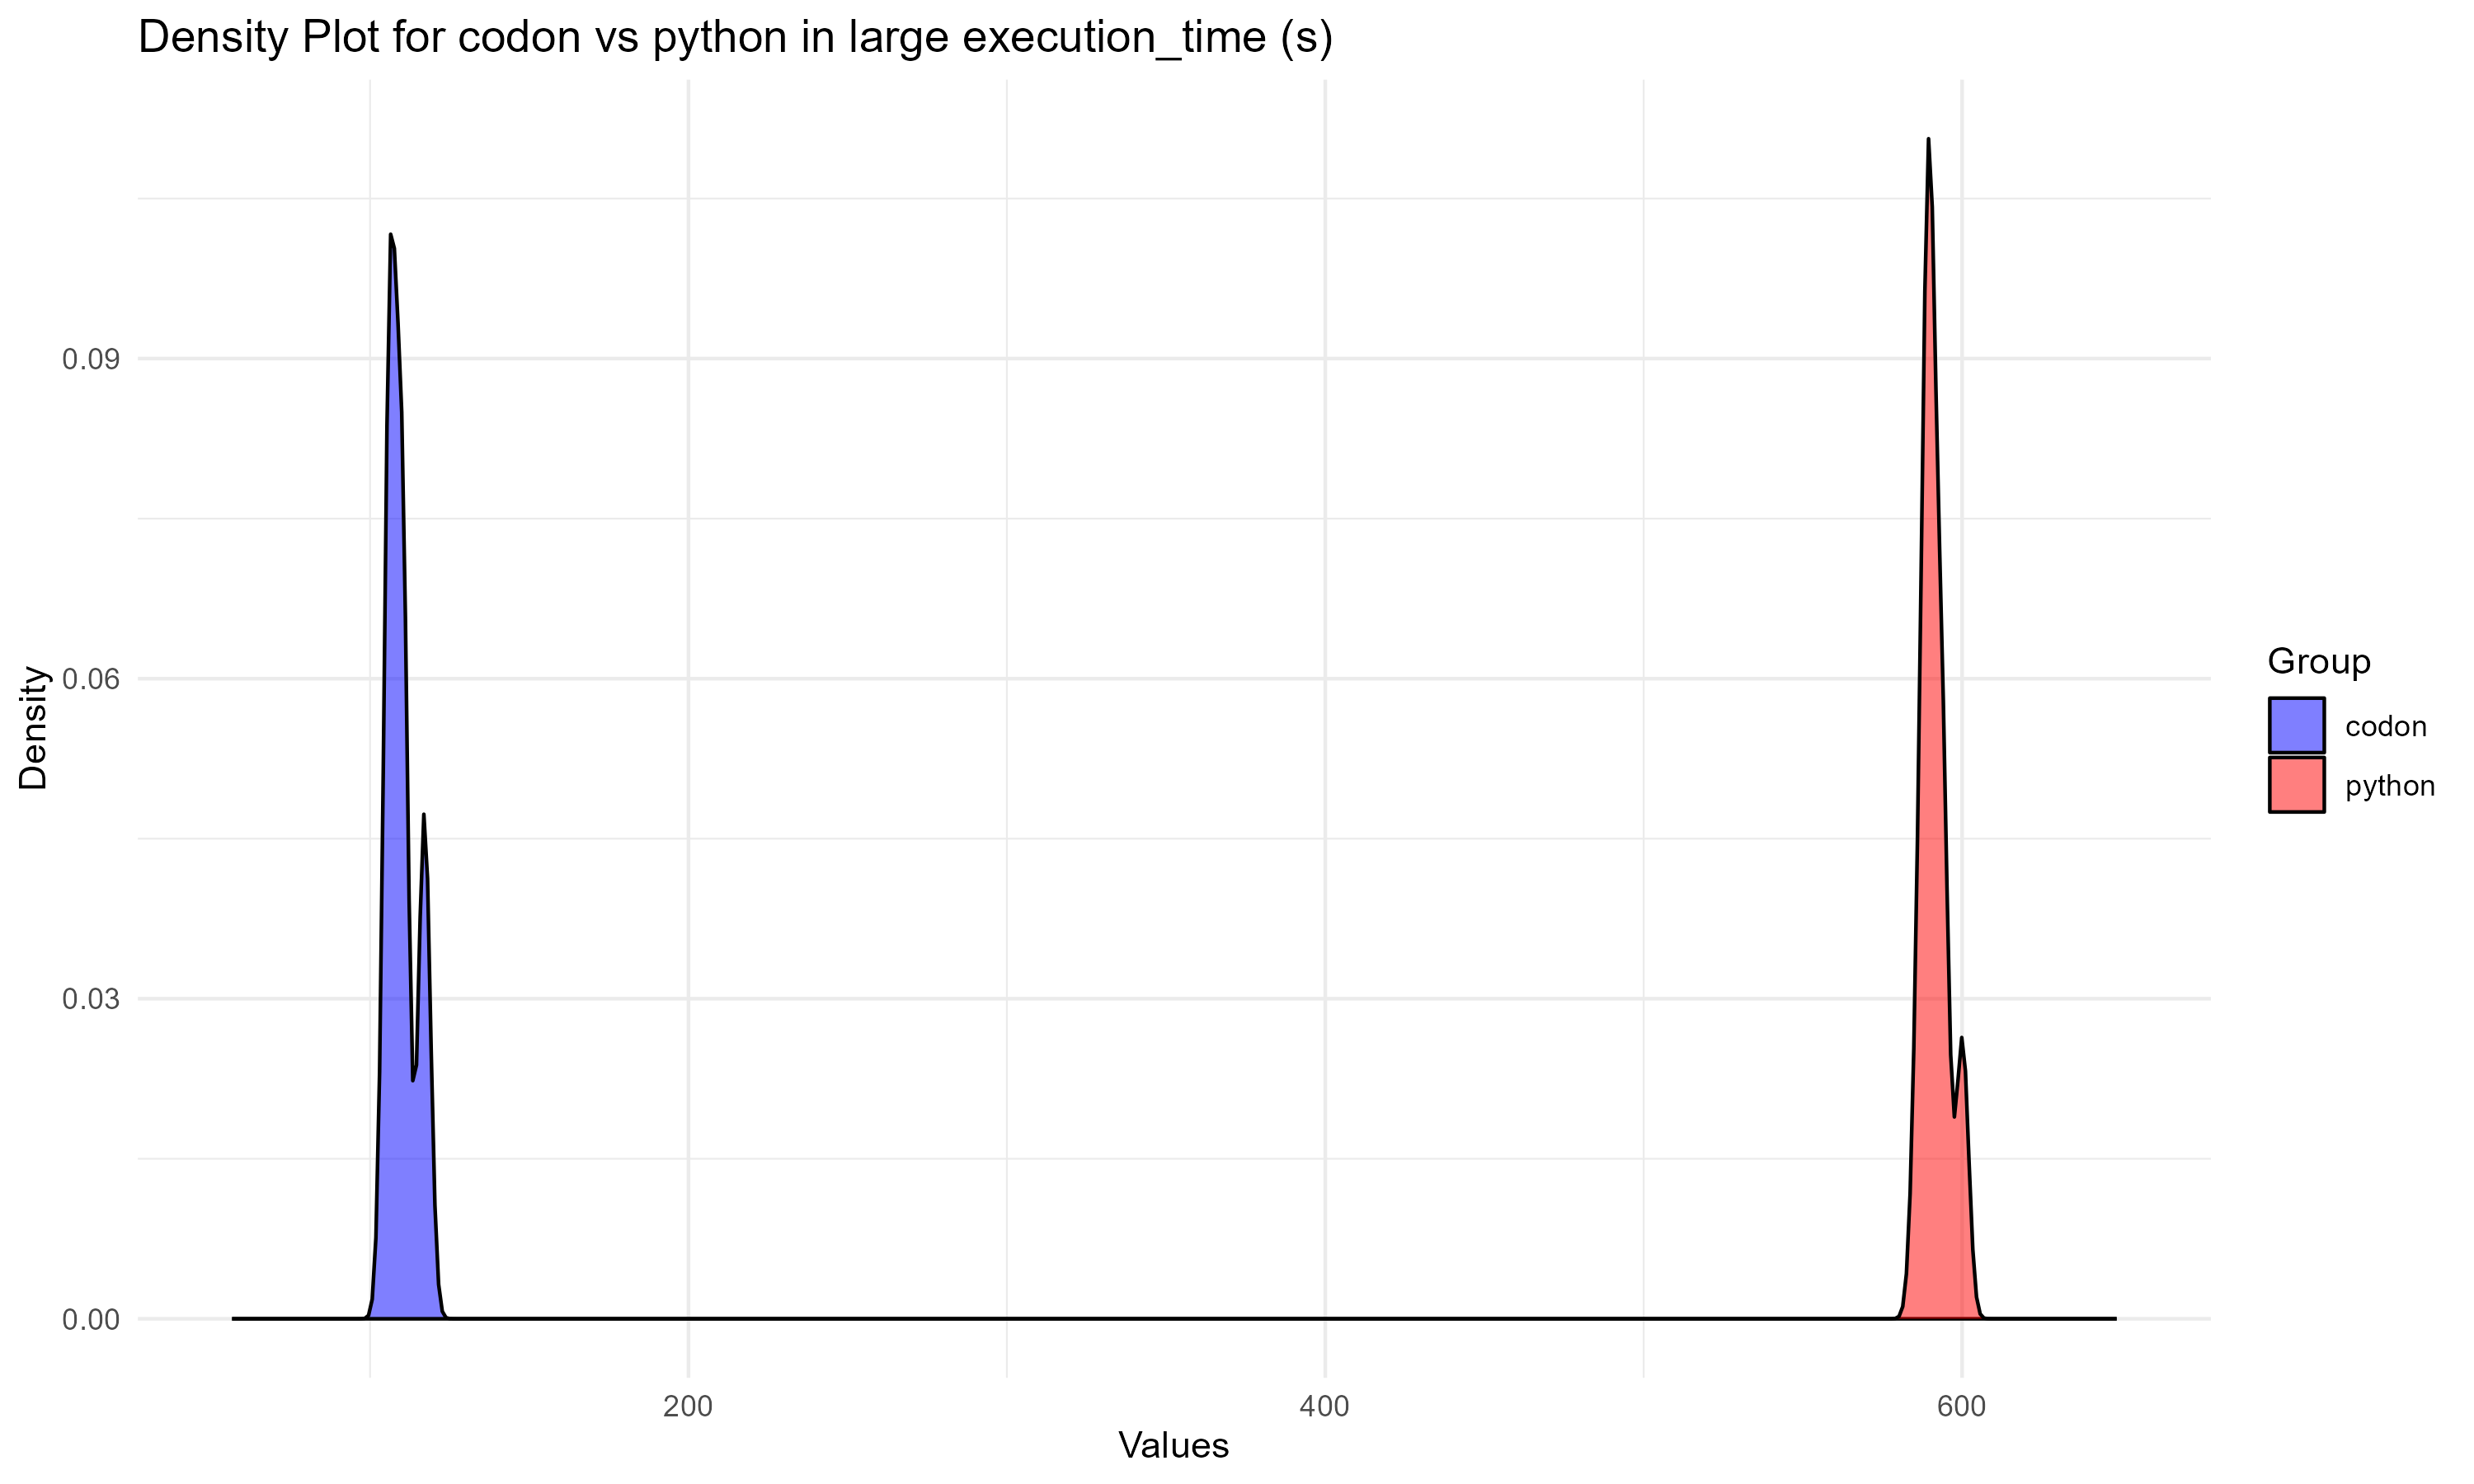 Density Plot for codon vs python in large execution_time (s)
Density
0.09
0.06
0.03
0.00
200
400
600
Values
Group
codon
python